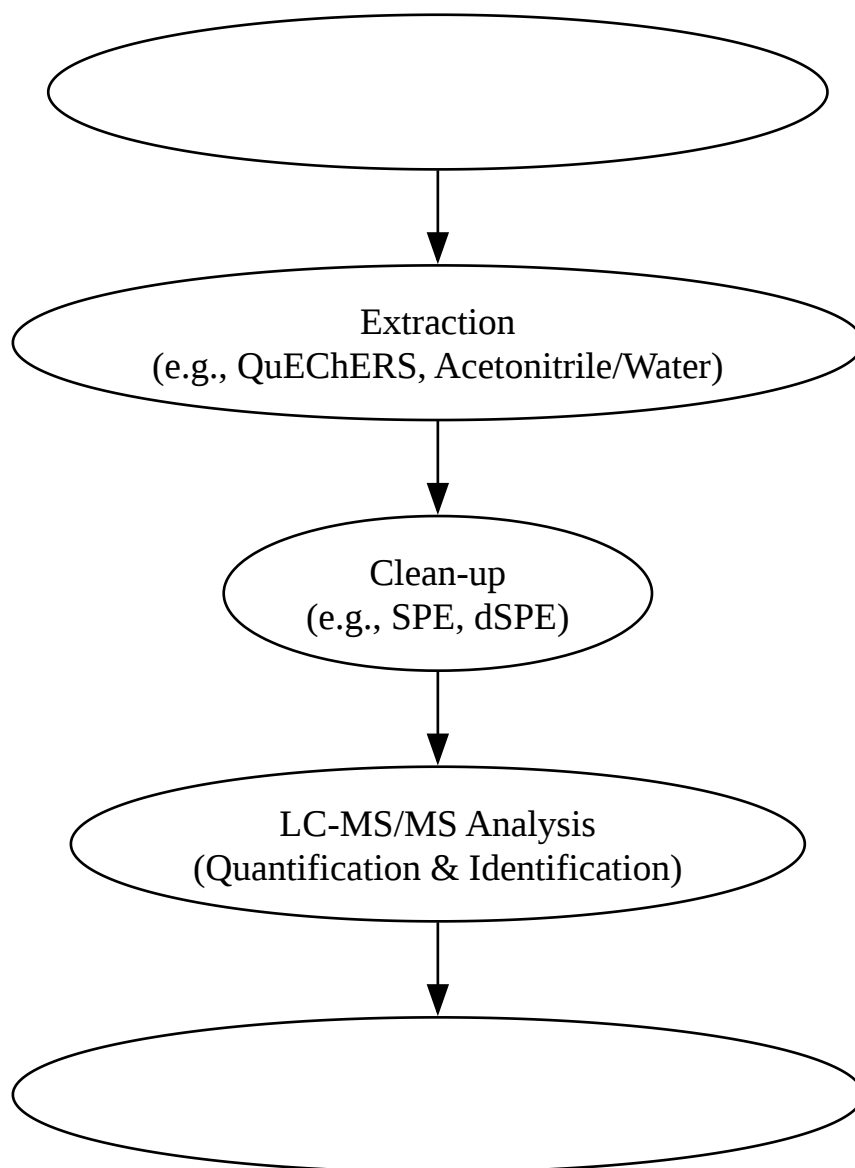 Extraction
(e.g., QuEChERS, Acetonitrile/Water)
Clean-up
(e.g., SPE, dSPE)
LC-MS/MS Analysis
(Quantification & Identification)